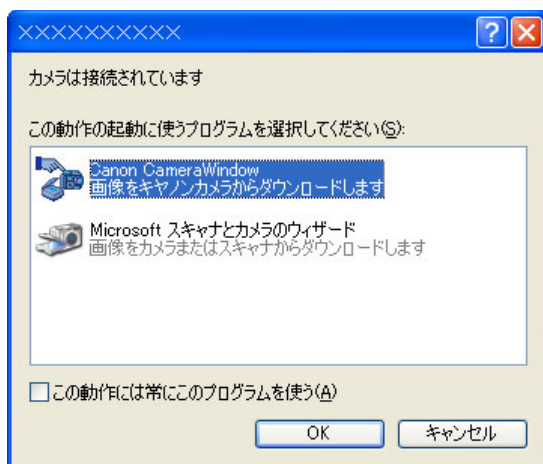 ××××××××××
カメラは接続されています
この動作の起動に使うプログラムを選択してください(S):
Canon CameraWindow
画像をキヤノンカメラからダウンロードします
Microsoft スキャナとカメラのウィザード
画像をカメラまたはスキャナからダウンロードします
この動作には常にこのプログラムを使う(A)
OK
キャンセル